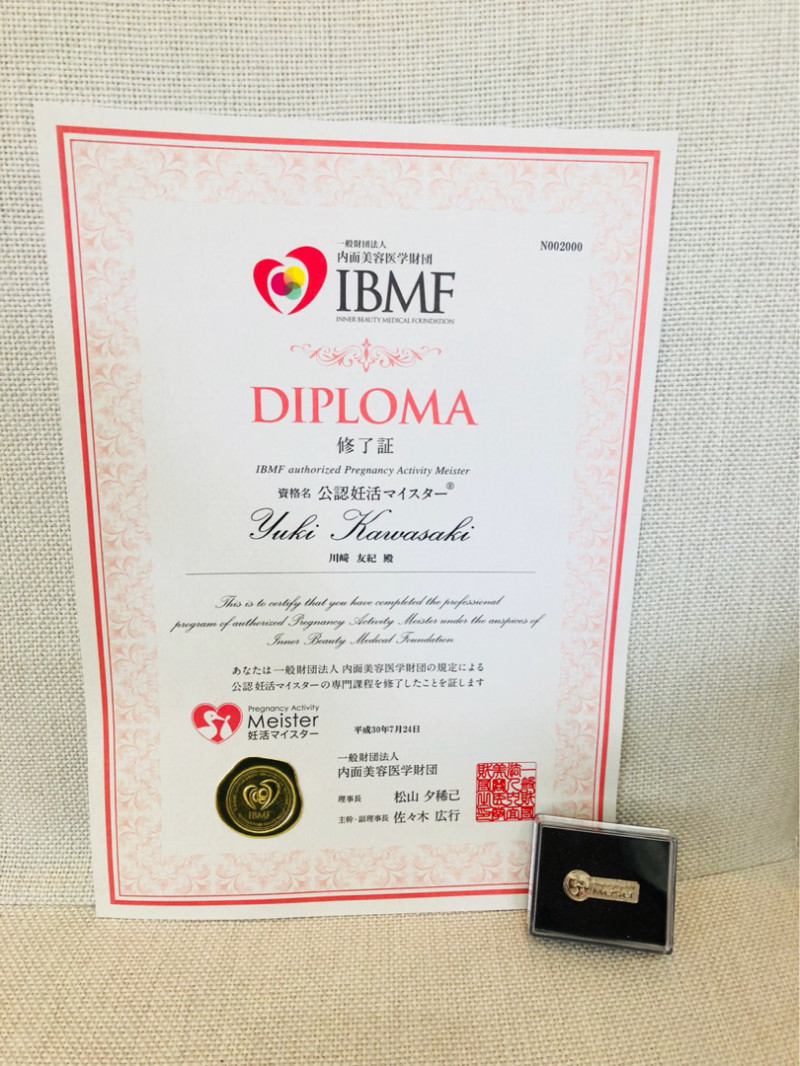 一般財団法人
内面美容医学財団
IBMF
INNER BEAUTY MEDICAL FOUNDATION
N002000
DIPLOMA
修了証
IBMF authorized Pregnancy Activity Meister
資格名 公認妊活マイスター®
Yuki Kawasaki
川﨑 友紀 殿
This is to certify that you have completed the professional
program of authorized Pregnancy Activity Meister under the auspices of
Inner Beauty Medical Foundation
あなたは一般財団法人 内面美容医学財団の規定による
公認 妊活マイスターの専門課程を修了したことを証します
Pregnancy Activity
Meister
妊活マイスター
平成30年7月24日
一般財団法人
内面美容医学財団
理事長 松山 夕稀己
主幹・副理事長 佐々木 広行
IBMF
Meister